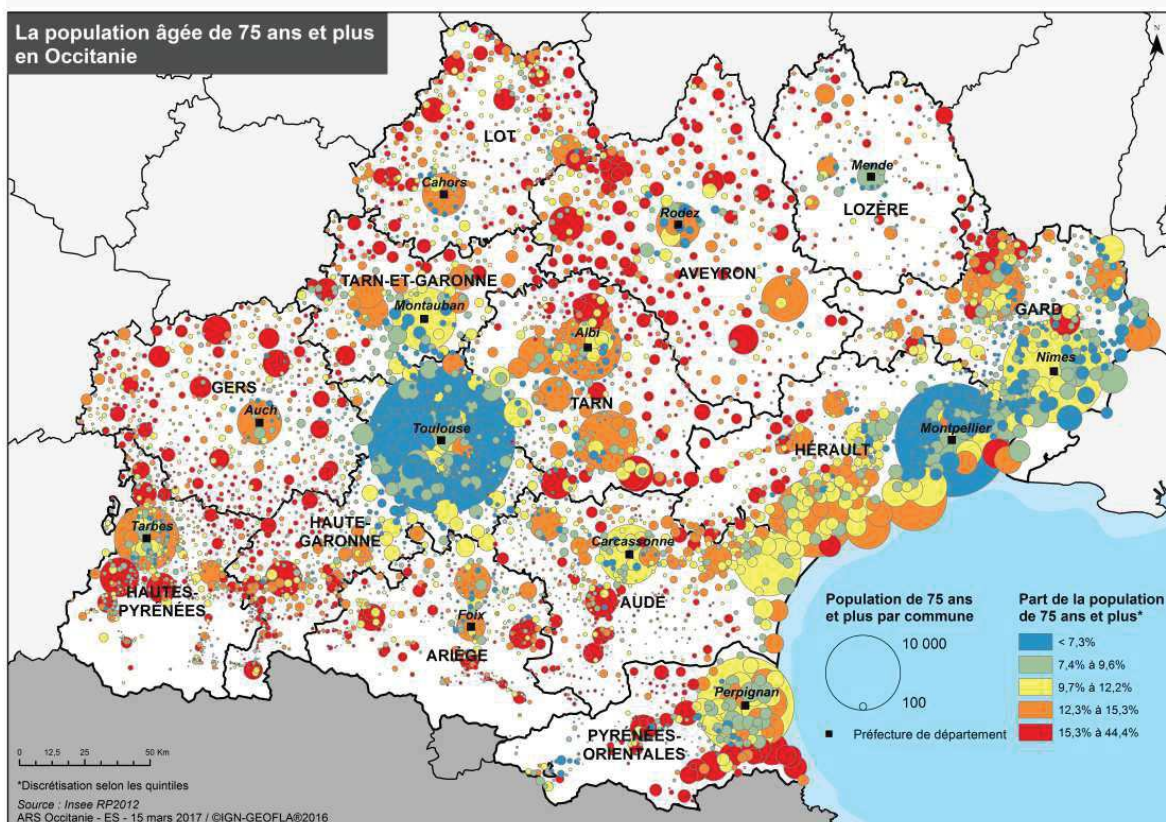 La population âgée de 75 ans et plus
en Occitanie
N
LOT
Cahors
Mende
LOZÈRE
Rodez
AVEYRON
TARN-ET-GARONNE
Montauban
GARD
Albi
Nîmes
GERS
Auch
TARN
Toulouse
HÉRAULT
Montpellier
HAUTE-
GARONNE
Tarbes
Carcassonne
HAUTES-
PYRÉNÉES
AUDE
Foix
ARIÈGE
Perpignan
PYRÉNÉES-
ORIENTALES
Population de 75 ans
et plus par commune
10 000
100
Préfecture de département
Part de la population
de 75 ans et plus*
< 7,3%
7,4% à 9,6%
9,7% à 12,2%
12,3% à 15,3%
15,3% à 44,4%
0 12,5 25 50 Km
*Discrétisation selon les quintiles
Source : Insee RP2012
ARS Occitanie - ES - 15 mars 2017 / ©IGN-GEOFLA®2016